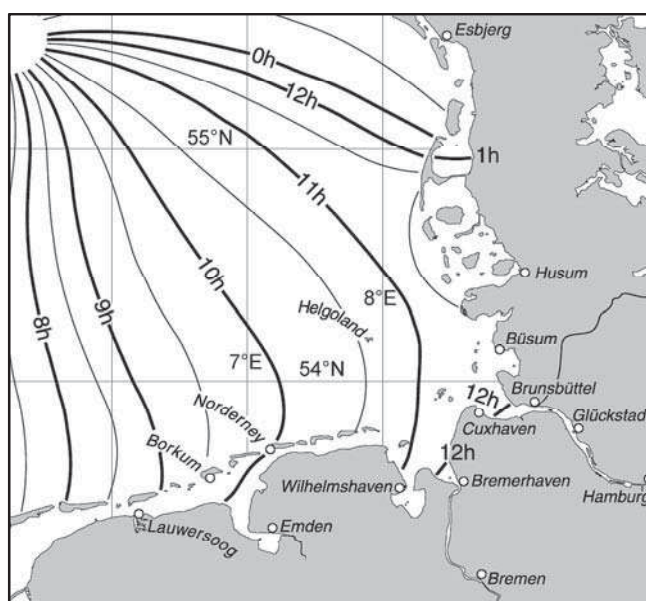 Esbjerg
0h
12h
55°N
1h
11h
Husum
10h
8°E
Helgoland
9h
8h
Büsum
7°E
54°N
Brunsbüttel
12h
Norderney
Cuxhaven
Glückstad
Borkum
12h
Wilhelmshaven
Bremerhaven
Hamburg
Lauwersoog
Emden
Bremen